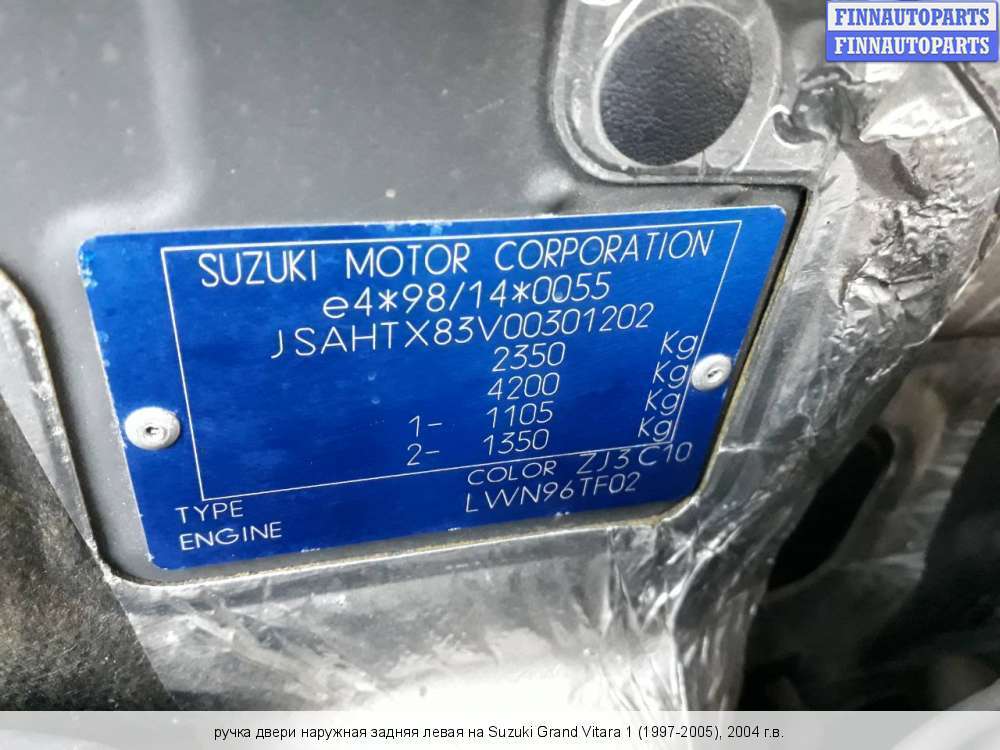 FINNAUTOPARTS
FINNAUTOPARTS
SUZUKI MOTOR CORPORATION
e4*98/14*0055
JSAHTX83V00301202
2350 Kg
4200 Kg
1- 1105 Kg
2- 1350 Kg
COLOR ZJ3 C10
TYPE LWN96TF02
ENGINE
ручка двери наружная задняя левая на Suzuki Grand Vitara 1 (1997-2005), 2004 г.в.